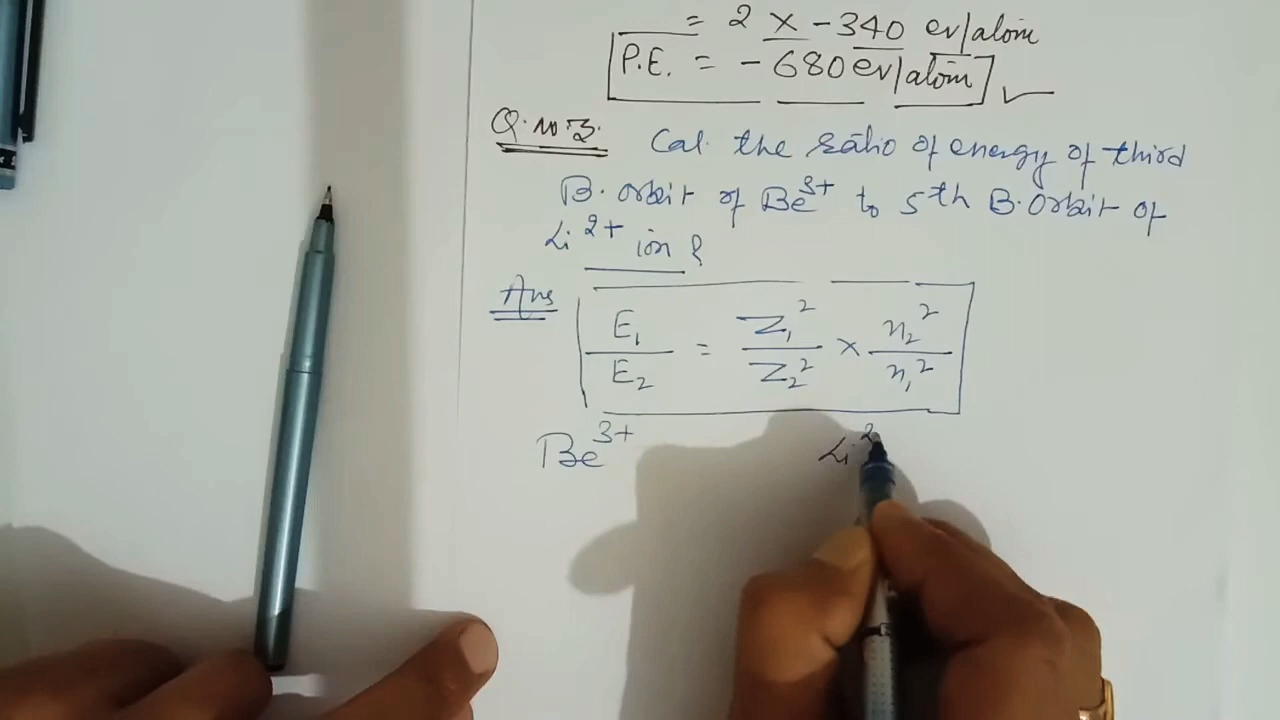 = 2 x - 340 ev/atom
P.E. = - 680 ev/atom
Q.no.3. Cal. the ratio of energy of third
B.orbit of Be³⁺ to 5th B.Orbit of
Li²⁺ ion ?
Ans E₁/E₂ = Z₁²/Z₂² × n₂²/n₁²
Be³⁺ Li²